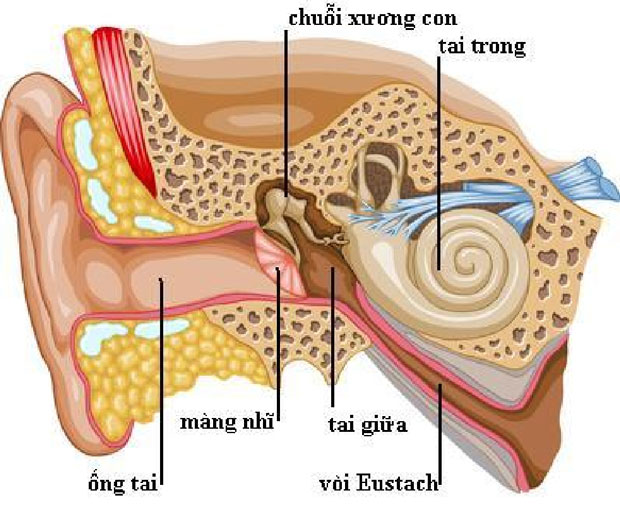 chuỗi xương con
tai trong
màng nhĩ
tai giữa
ống tai
vòi Eustach